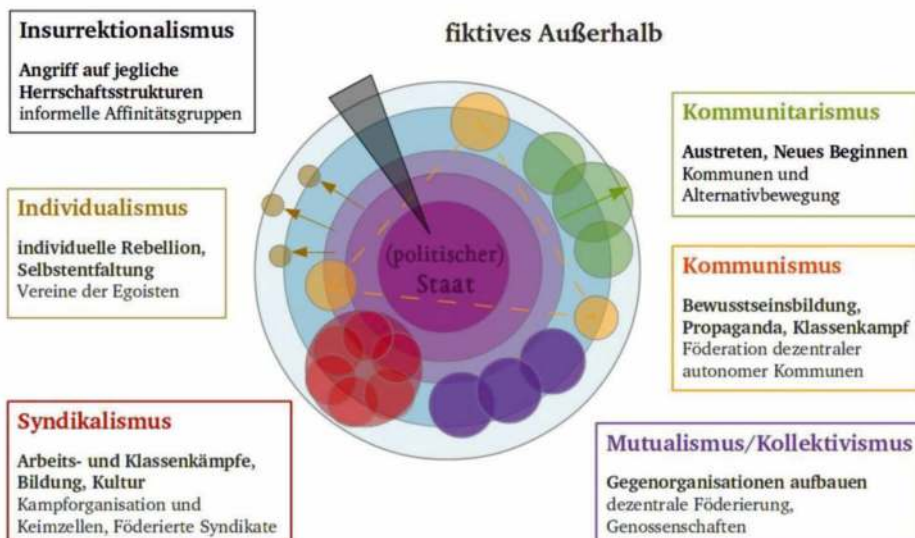 Insurrektionalismus
Angriff auf jegliche
Herrschaftsstrukturen
informelle Affinitätsgruppen
fiktives Außerhalb
Kommunitarismus
Austreten, Neues Beginnen
Kommunen und
Alternativbewegung
Individualismus
individuelle Rebellion,
Selbstentfaltung
Vereine der Egoisten
(politischer)
Staat
Kommunismus
Bewusstseinsbildung,
Propaganda, Klassenkampf
Föderation dezentraler
autonomer Kommunen
Syndikalismus
Arbeits- und Klassenkämpfe,
Bildung, Kultur
Kampforganisation und
Keimzellen, Föderierte Syndikate
Mutualismus/Kollektivismus
Gegenorganisationen aufbauen
dezentrale Föderierung,
Genossenschaften